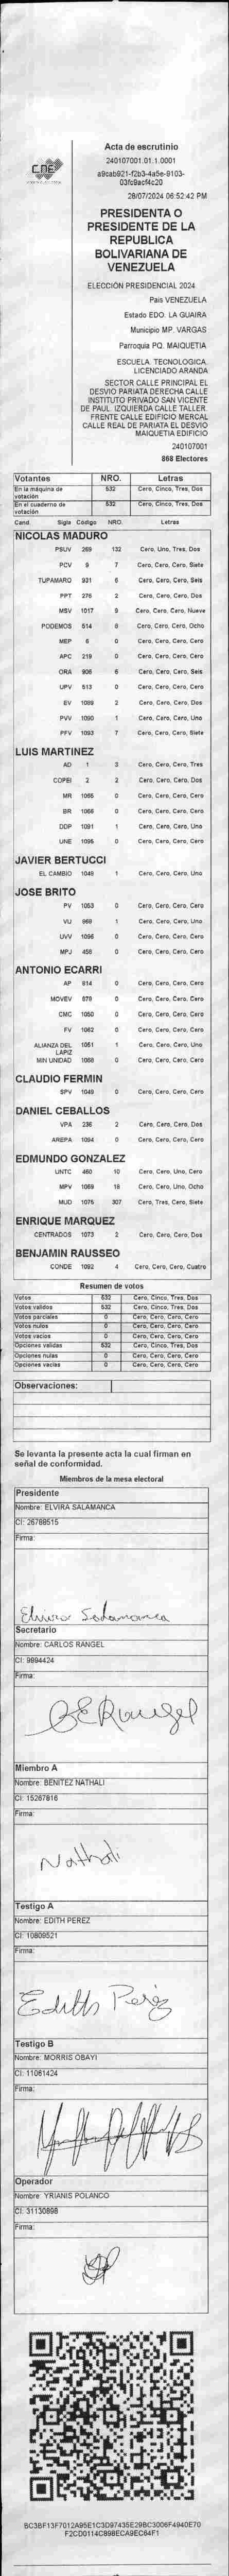 CNE
Acta de escrutinio
240107001.01.1.0001
a9cab921-f2b3-4a5e-9103-
03fc9acf4c20
28/07/2024 06:52:42 PM
PRESIDENTA O
PRESIDENTE DE LA
REPUBLICA
BOLIVARIANA DE
VENEZUELA
ELECCIÓN PRESIDENCIAL 2024
Pais VENEZUELA
Estado EDO. LA GUAIRA
Municipio MP. VARGAS
Parroquia PQ. MAIQUETIA
ESCUELA TECNOLOGICA
LICENCIADO ARANDA
SECTOR CALLE PRINCIPAL EL
DESVIO PARIATA DERECHA CALLE
INSTITUTO PRIVADO SAN VICENTE
DE PAUL. IZQUIERDA CALLE TALLER.
FRENTE CALLE EDIFICIO MERCAL
CALLE REAL DE PARIATA EL DESVIO
MAIQUETIA EDIFICIO
240107001
868 Electores
Votantes NRO. Letras
En la máquina de votación 532 Cero, Cinco, Tres, Dos
En el cuaderno de votación 532 Cero, Cinco, Tres, Dos
Cand. Sigla Codigo NRO. Letras
NICOLAS MADURO
PSUV 269 132 Cero, Uno, Tres, Dos
PCV 9 7 Cero, Cero, Cero, Siete
TUPAMARO 931 6 Cero, Cero, Cero, Seis
PPT 276 2 Cero, Cero, Cero, Dos
MSV 1017 9 Cero, Cero, Cero, Nueve
PODEMOS 514 8 Cero, Cero, Cero, Ocho
MEP 6 0 Cero, Cero, Cero, Cero
APC 219 0 Cero, Cero, Cero, Cero
ORA 906 6 Cero, Cero, Cero, Seis
UPV 513 0 Cero, Cero, Cero, Cero
EV 1089 2 Cero, Cero, Cero, Dos
PVV 1090 1 Cero, Cero, Cero, Uno
PFV 1093 7 Cero, Cero, Cero, Siete
LUIS MARTINEZ
AD 1 3 Cero, Cero, Cero, Tres
COPEI 2 2 Cero, Cero, Cero, Dos
MR 1055 0 Cero, Cero, Cero, Cero
BR 1066 0 Cero, Cero, Cero, Cero
DDP 1091 1 Cero, Cero, Cero, Uno
UNE 1095 0 Cero, Cero, Cero, Cero
JAVIER BERTUCCI
EL CAMBIO 1048 1 Cero, Cero, Cero, Uno
JOSE BRITO
PV 1053 0 Cero, Cero, Cero, Cero
VU 969 1 Cero, Cero, Cero, Uno
UVV 1096 0 Cero, Cero, Cero, Cero
MPJ 458 0 Cero, Cero, Cero, Cero
ANTONIO ECARRI
AP 814 0 Cero, Cero, Cero, Cero
MOVEV 679 0 Cero, Cero, Cero, Cero
CMC 1050 0 Cero, Cero, Cero, Cero
FV 1062 0 Cero, Cero, Cero, Cero
ALIANZA DEL LAPIZ 1051 1 Cero, Cero, Cero, Uno
MIN UNIDAD 1068 0 Cero, Cero, Cero, Cero
CLAUDIO FERMIN
SPV 1049 0 Cero, Cero, Cero, Cero
DANIEL CEBALLOS
VPA 236 2 Cero, Cero, Cero, Dos
AREPA 1094 0 Cero, Cero, Cero, Cero
EDMUNDO GONZALEZ
UNTC 460 10 Cero, Cero, Uno, Cero
MPV 1069 18 Cero, Cero, Uno, Ocho
MUD 1075 307 Cero, Tres, Cero, Siete
ENRIQUE MARQUEZ
CENTRADOS 1073 2 Cero, Cero, Cero, Dos
BENJAMIN RAUSSEO
CONDE 1092 4 Cero, Cero, Cero, Cuatro
Resumen de votos
Votos 532 Cero, Cinco, Tres, Dos
Votos validos 532 Cero, Cinco, Tres, Dos
Votos parciales 0 Cero, Cero, Cero, Cero
Votos nulos 0 Cero, Cero, Cero, Cero
Votos vacios 0 Cero, Cero, Cero, Cero
Opciones validas 532 Cero, Cinco, Tres, Dos
Opciones nulas 0 Cero, Cero, Cero, Cero
Opciones vacias 0 Cero, Cero, Cero, Cero
Observaciones:
Se levanta la presente acta la cual firman en
señal de conformidad.
Miembros de la mesa electoral
Presidente
Nombre: ELVIRA SALAMANCA
CI: 26788515
Firma:
Elvira Salamanca
Secretario
Nombre: CARLOS RANGEL
CI: 9894424
Firma:
CERangel
Miembro A
Nombre: BENITEZ NATHALI
CI: 15267816
Firma:
Nathali
Testigo A
Nombre: EDITH PEREZ
CI: 10809521
Firma:
Edith Perez
Testigo B
Nombre: MORRIS OBAYI
CI: 11061424
Firma:
Operador
Nombre: YRIANIS POLANCO
CI: 31130898
Firma:
BC3BF13F7012A95E1C3D97435E29BC3006F4940E70
F2CD0114C898ECA9EC64F1